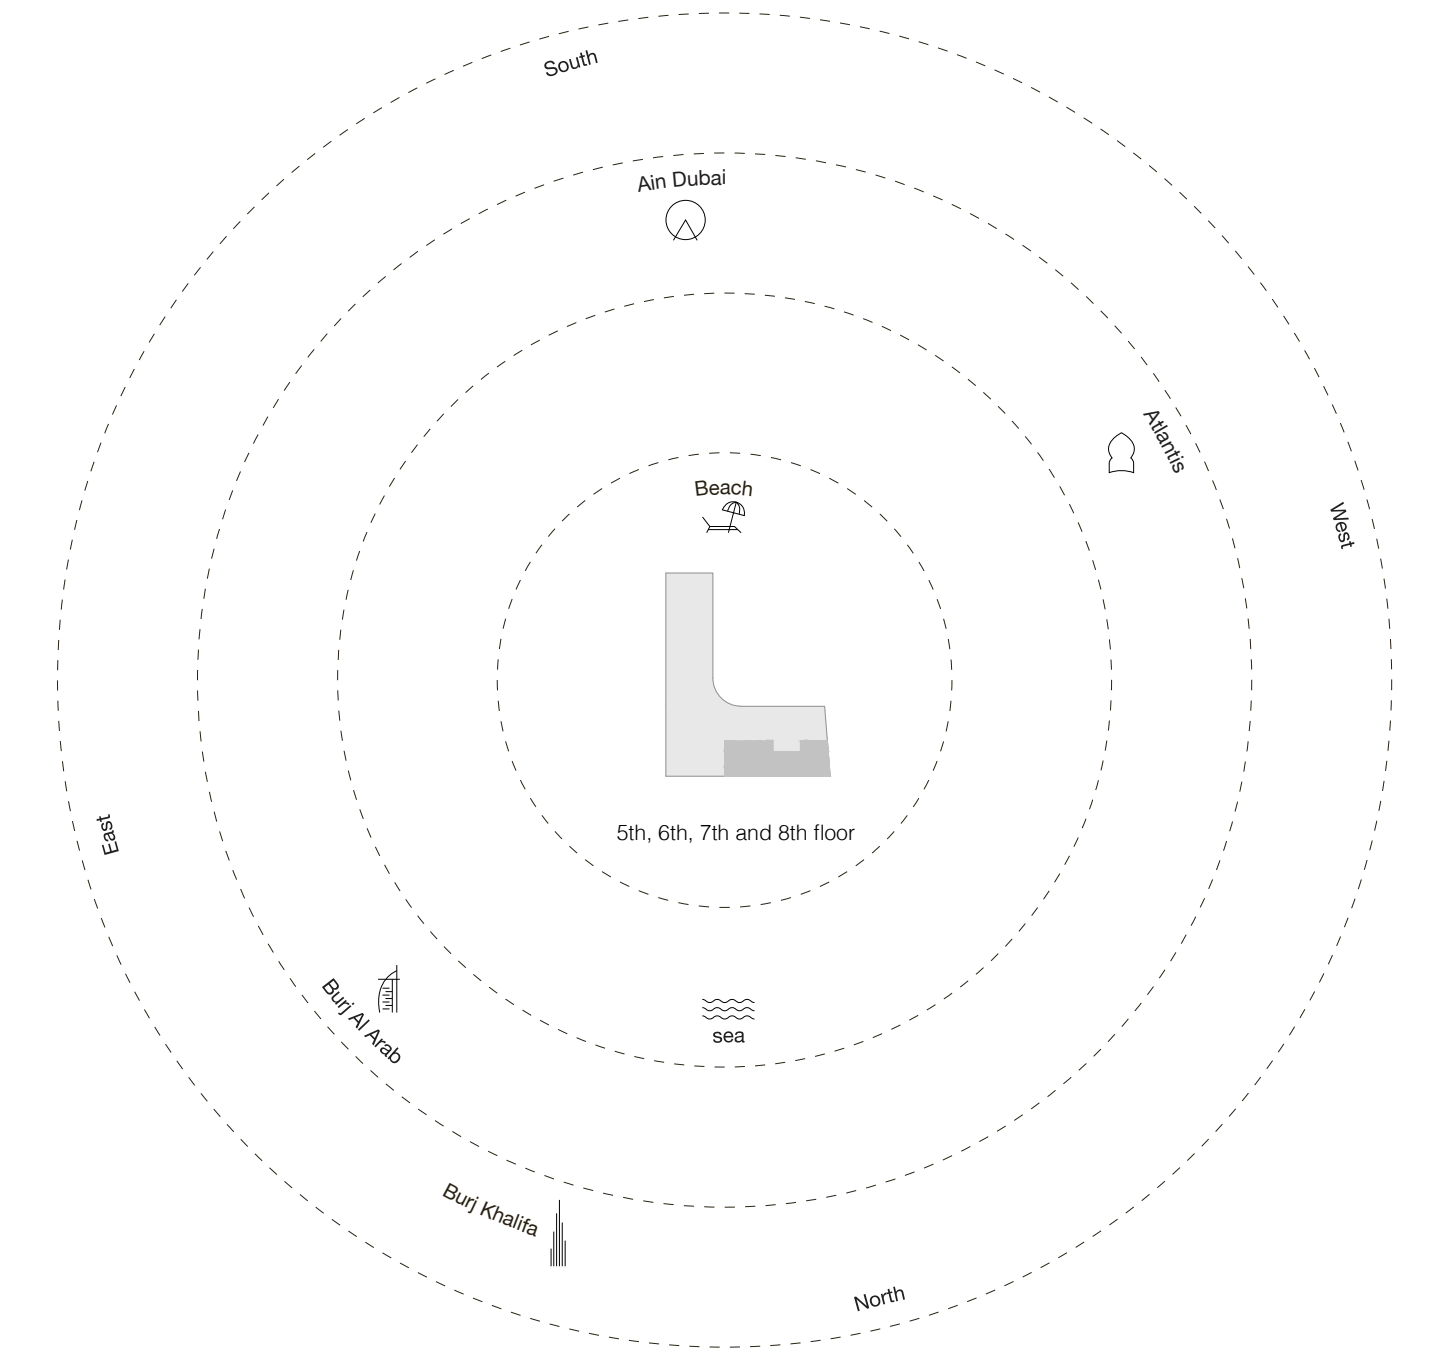 South
Ain Dubai
Atlantis
Beach
West
5th, 6th, 7th and 8th floor
East
Burj Al Arab
sea
Burj Khalifa
North